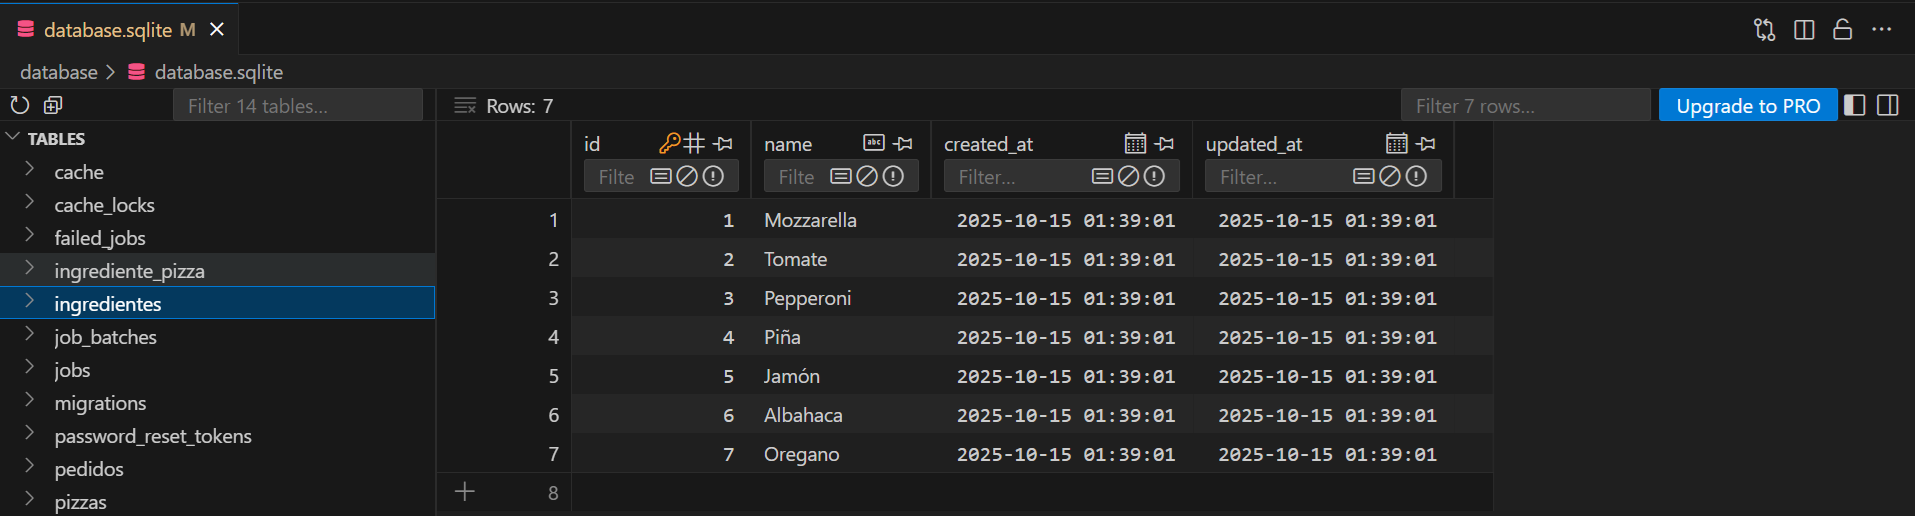 database.sqlite M
database > database.sqlite
Filter 14 tables...
Rows: 7
Filter 7 rows...
Upgrade to PRO
TABLES
cache
cache_locks
failed_jobs
ingrediente_pizza
ingredientes
job_batches
jobs
migrations
password_reset_tokens
pedidos
pizzas
id name created_at updated_at
Filte Filte Filter... Filter...
1 1 Mozzarella 2025-10-15 01:39:01 2025-10-15 01:39:01
2 2 Tomate 2025-10-15 01:39:01 2025-10-15 01:39:01
3 3 Pepperoni 2025-10-15 01:39:01 2025-10-15 01:39:01
4 4 Piña 2025-10-15 01:39:01 2025-10-15 01:39:01
5 5 Jamón 2025-10-15 01:39:01 2025-10-15 01:39:01
6 6 Albahaca 2025-10-15 01:39:01 2025-10-15 01:39:01
7 7 Oregano 2025-10-15 01:39:01 2025-10-15 01:39:01
8